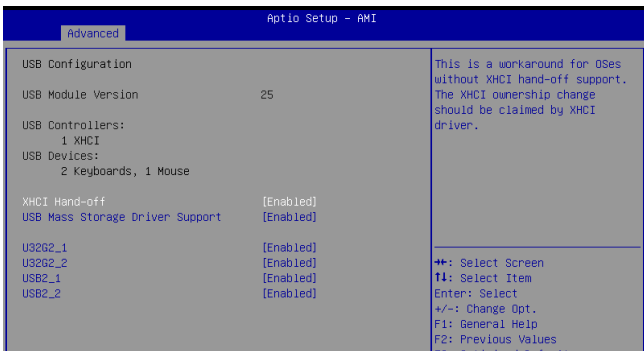 Aptio Setup – AMI
Advanced
USB Configuration
USB Module Version 25
USB Controllers:
1 XHCI
USB Devices:
2 Keyboards, 1 Mouse
XHCI Hand-off [Enabled]
USB Mass Storage Driver Support [Enabled]
U32G2_1 [Enabled]
U32G2_2 [Enabled]
USB2_1 [Enabled]
USB2_2 [Enabled]
This is a workaround for OSes
without XHCI hand-off support.
The XHCI ownership change
should be claimed by XHCI
driver.
→←: Select Screen
↑↓: Select Item
Enter: Select
+/-: Change Opt.
F1: General Help
F2: Previous Values